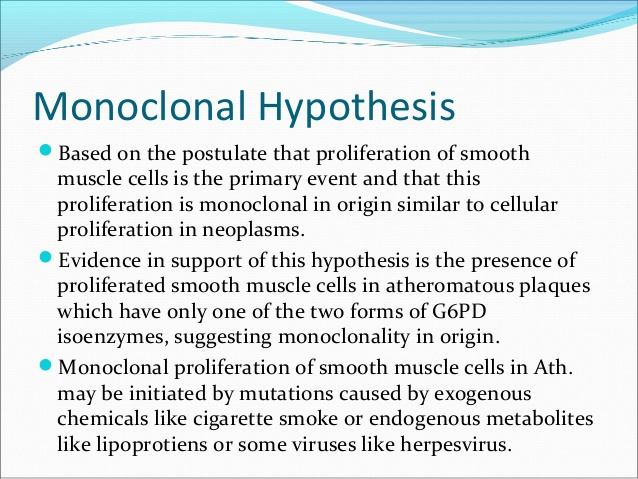 Monoclonal Hypothesis
Based on the postulate that proliferation of smooth
muscle cells is the primary event and that this
proliferation is monoclonal in origin similar to cellular
proliferation in neoplasms.
Evidence in support of this hypothesis is the presence of
proliferated smooth muscle cells in atheromatous plaques
which have only one of the two forms of G6PD
isoenzymes, suggesting monoclonality in origin.
Monoclonal proliferation of smooth muscle cells in Ath.
may be initiated by mutations caused by exogenous
chemicals like cigarette smoke or endogenous metabolites
like lipoprotiens or some viruses like herpesvirus.